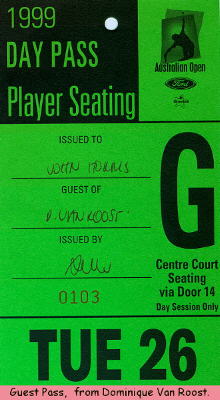 1999
DAY PASS
Player Seating
Australian Open
Ford
ISSUED TO
JOHN
GUEST OF
D. VAN ROOST
ISSUED BY
0103
G
Centre Court
Seating
via Door 14
Day Session Only
TUE 26
Guest Pass, from Dominique Van Roost.